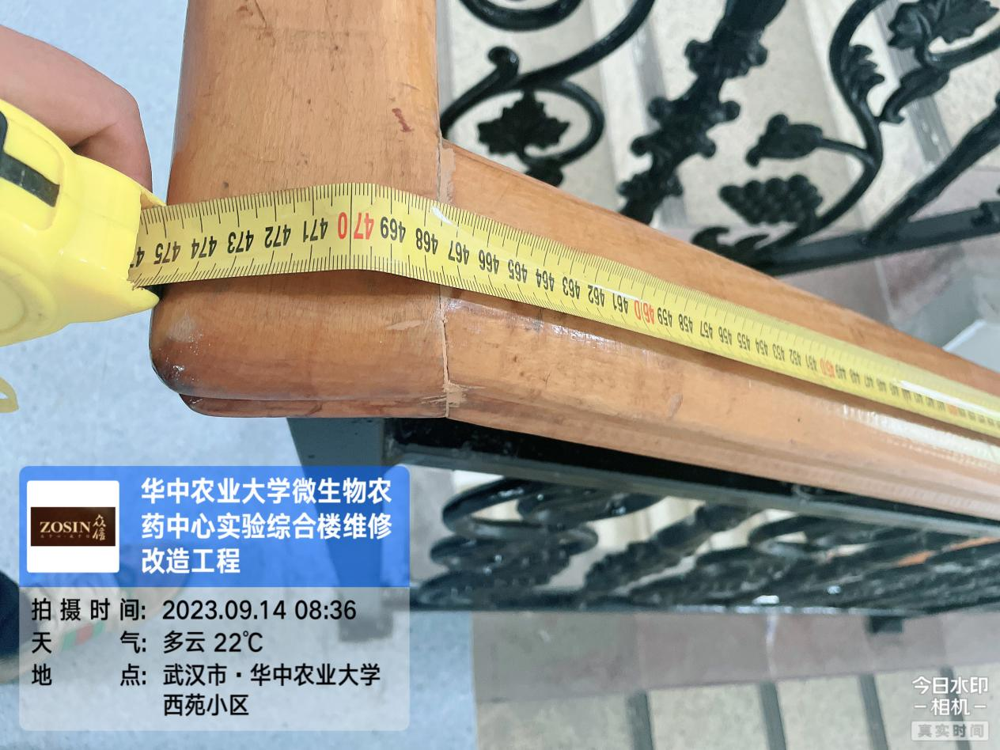 475 474 473 472 471 470 469 468 467 466 465 464 463 462 461 460 459 458 457 456 455 454 453 452 451 450
ZOSIN 众信
华中农业大学微生物农
药中心实验综合楼维修
改造工程
拍摄时间: 2023.09.14 08:36
天气: 多云 22℃
地点: 武汉市·华中农业大学
西苑小区
今日水印
相机
真实时间